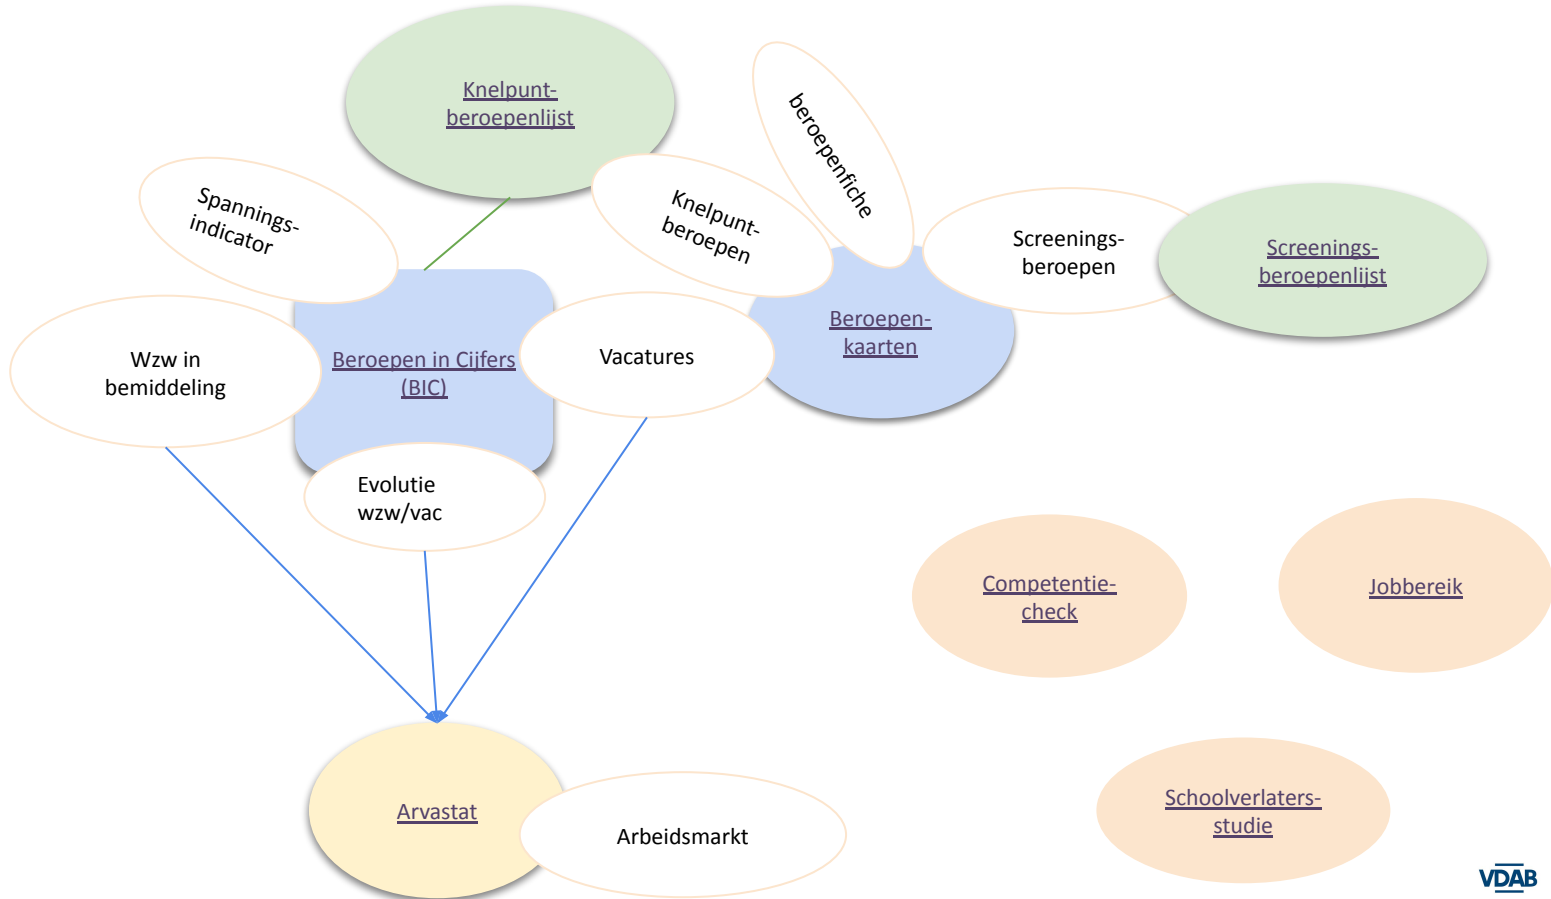 Knelpunt-
beroepenlijst
beroepenfiche
Spannings-
indicator
Knelpunt-
beroepen
Screenings-
beroepen
Screenings-
beroepenlijst
Wzw in
bemiddeling
Beroepen in Cijfers
(BIC)
Vacatures
Beroepen-
kaarten
Evolutie
wzw/vac
Competentie-
check
Jobbereik
Arvastat
Arbeidsmarkt
Schoolverlaters-
studie
VDAB